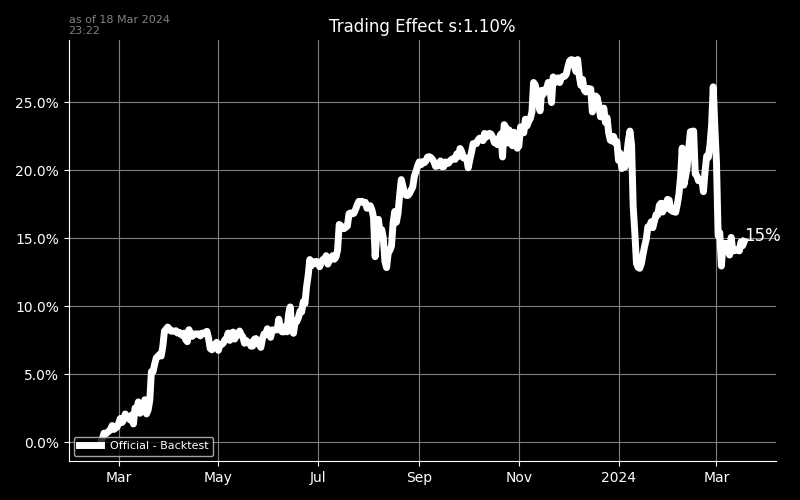 as of 18 Mar 2024
23:22
Trading Effect s:1.10%
25.0%
20.0%
15.0%
15%
10.0%
5.0%
0.0%
Official - Backtest
Mar May Jul Sep Nov 2024 Mar